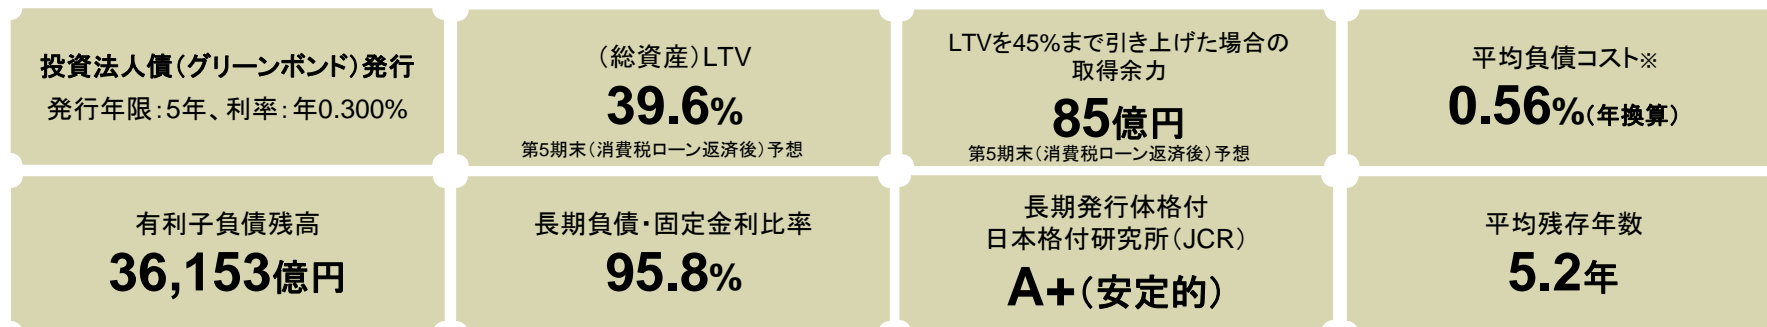 投資法人債（グリーンボンド）発行
発行年限：5年、利率：年0.300%
（総資産）LTV
39.6%
第5期末（消費税ローン返済後）予想
LTVを45%まで引き上げた場合の
取得余力
85億円
第5期末（消費税ローン返済後）予想
平均負債コスト※
0.56%（年換算）
有利子負債残高
36,153億円
長期負債・固定金利比率
95.8%
長期発行体格付
日本格付研究所（JCR）
A+（安定的）
平均残存年数
5.2年